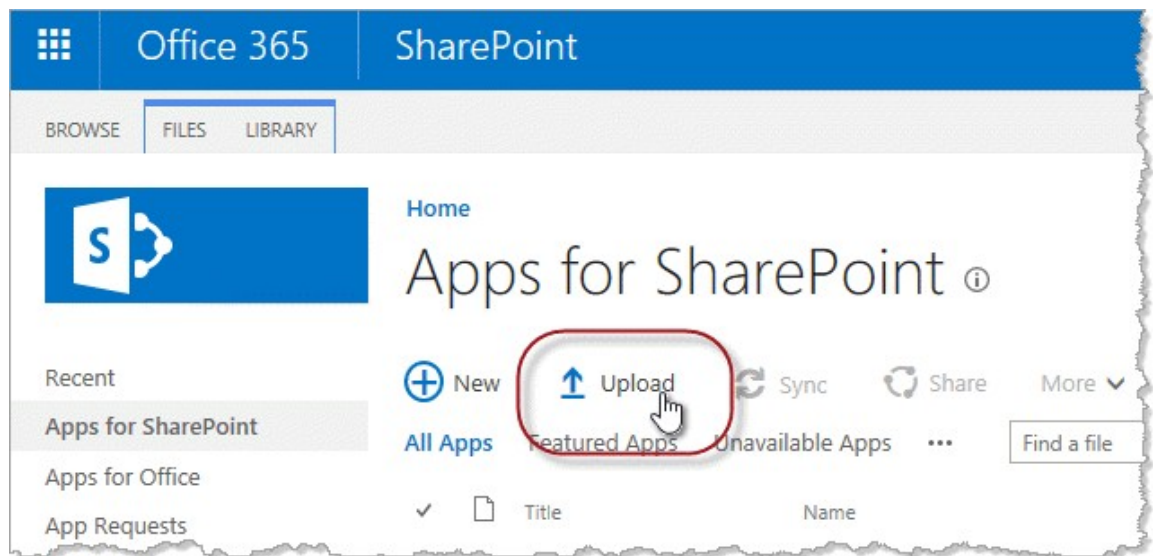 Office 365 SharePoint
BROWSE FILES LIBRARY
S
Home
Apps for SharePoint
Recent
Apps for SharePoint
Apps for Office
App Requests
New Upload Sync Share More
All Apps Featured Apps Unavailable Apps ••• Find a file
Title Name